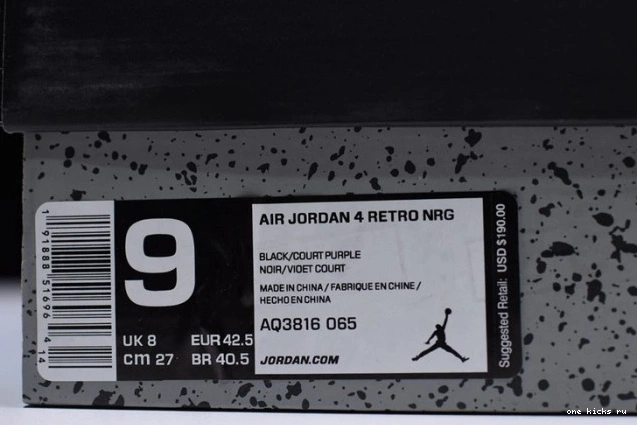 1 91888 51696 4 14
9
UK 8 EUR 42.5
cm 27 BR 40.5
AIR JORDAN 4 RETRO NRG
BLACK/COURT PURPLE
NOIR/VIDET COURT
MADE IN CHINA / FABRIQUE EN CHINE /
HECHO EN CHINA
AQ3816 065
JORDAN.COM
Suggested Retail: USD $190.00
one kicks ru